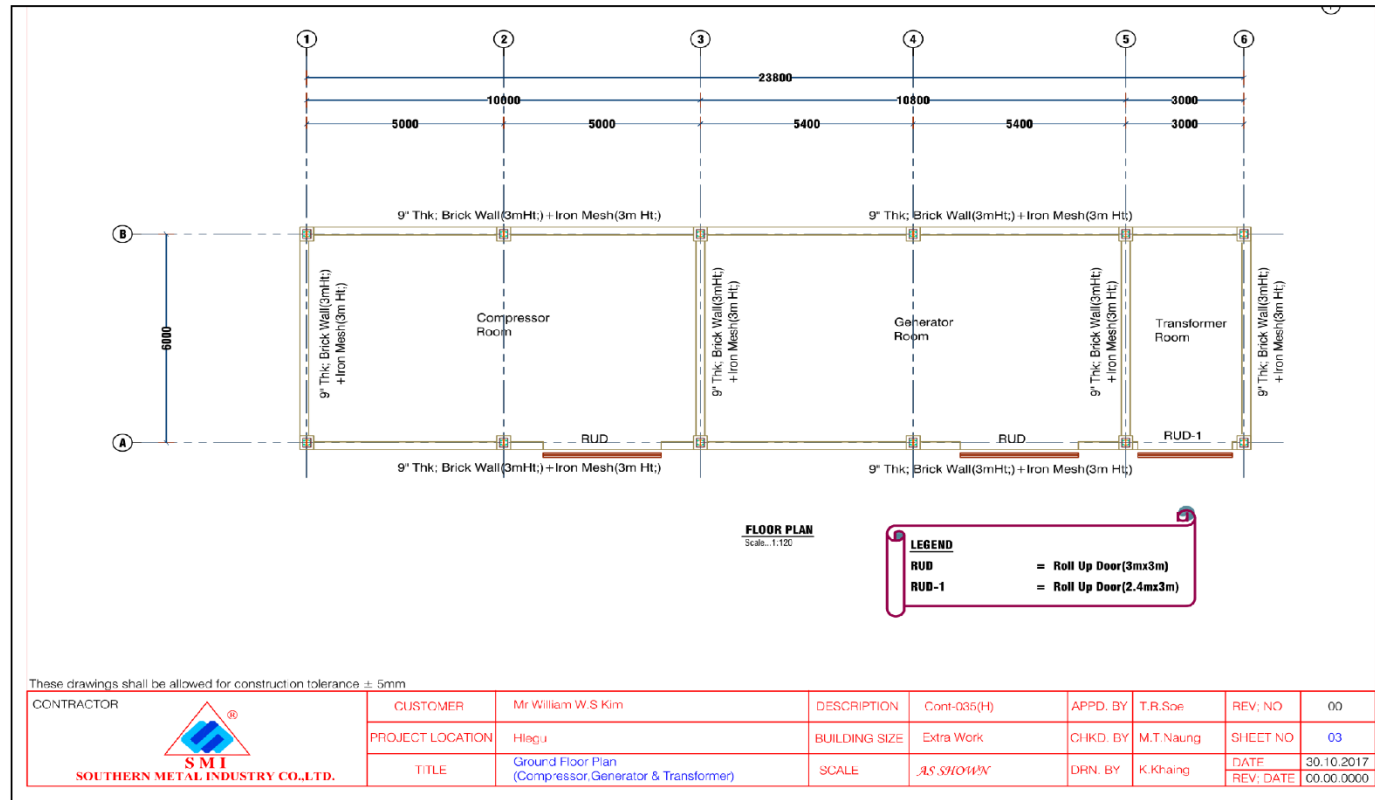 1 2 3 4 5 6
23800
10000 10800 3000
5000 5000 5400 5400 3000
9" Thk; Brick Wall(3mHt;)+Iron Mesh(3m Ht;)
9" Thk; Brick Wall(3mHt;)+Iron Mesh(3m Ht;)
B
6000
9" Thk; Brick Wall(3mHt;)
+Iron Mesh(3m Ht;)
Compressor
Room
9" Thk; Brick Wall(3mHt;)
+Iron Mesh(3m Ht;)
Generator
Room
9" Thk; Brick Wall(3mHt;)
+Iron Mesh(3m Ht;)
Transformer
Room
9" Thk; Brick Wall(3mHt;)
+Iron Mesh(3m Ht;)
A
RUD
RUD
RUD-1
9" Thk; Brick Wall(3mHt;)+Iron Mesh(3m Ht;)
9" Thk; Brick Wall(3mHt;)+Iron Mesh(3m Ht;)
FLOOR PLAN
Scale...1:120
LEGEND
RUD = Roll Up Door(3mx3m)
RUD-1 = Roll Up Door(2.4mx3m)
These drawings shall be allowed for construction tolerance ± 5mm
CONTRACTOR
®
SMI
SOUTHERN METAL INDUSTRY CO.,LTD.
CUSTOMER Mr.William W.S Kim
PROJECT LOCATION Hlegu
TITLE Ground Floor Plan
(Compressor,Generator & Transformer)
DESCRIPTION Cont-035(H)
BUILDING SIZE Extra Work
SCALE AS SHOWN
APPD. BY T.R.Soe
CHKD. BY M.T.Naung
DRN. BY K.Khaing
REV; NO 00
SHEET NO 03
DATE 30.10.2017
REV; DATE 00.00.0000